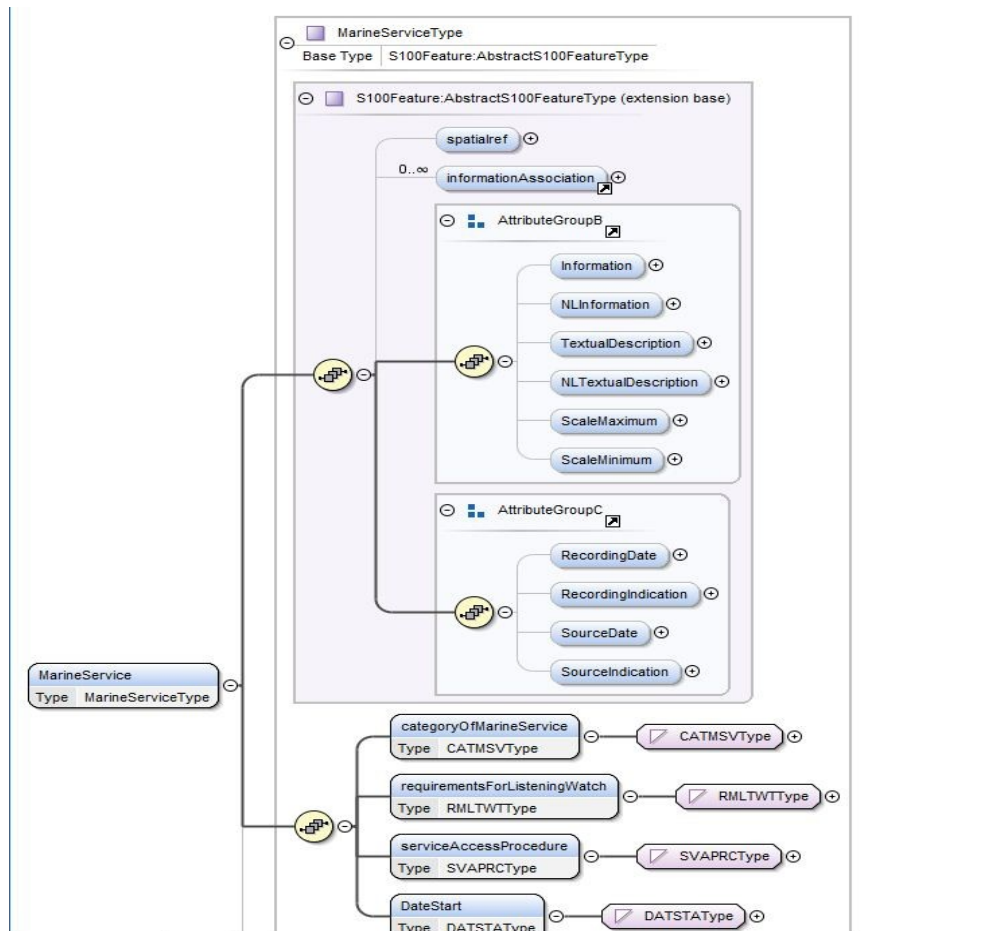 MarineServiceType
Base Type S100Feature:AbstractS100FeatureType
S100Feature:AbstractS100FeatureType (extension base)
spatialref
0..∞
informationAssociation
AttributeGroupB
Information
NLInformation
TextualDescription
NLTextualDescription
ScaleMaximum
ScaleMinimum
AttributeGroupC
RecordingDate
RecordingIndication
SourceDate
SourceIndication
MarineService
Type MarineServiceType
categoryOfMarineService
Type CATMSVType
CATMSVType
requirementsForListeningWatch
Type RMLTWTType
RMLTWTType
serviceAccessProcedure
Type SVAPRCType
SVAPRCType
DateStart
Type DATSTAType
DATSTAType